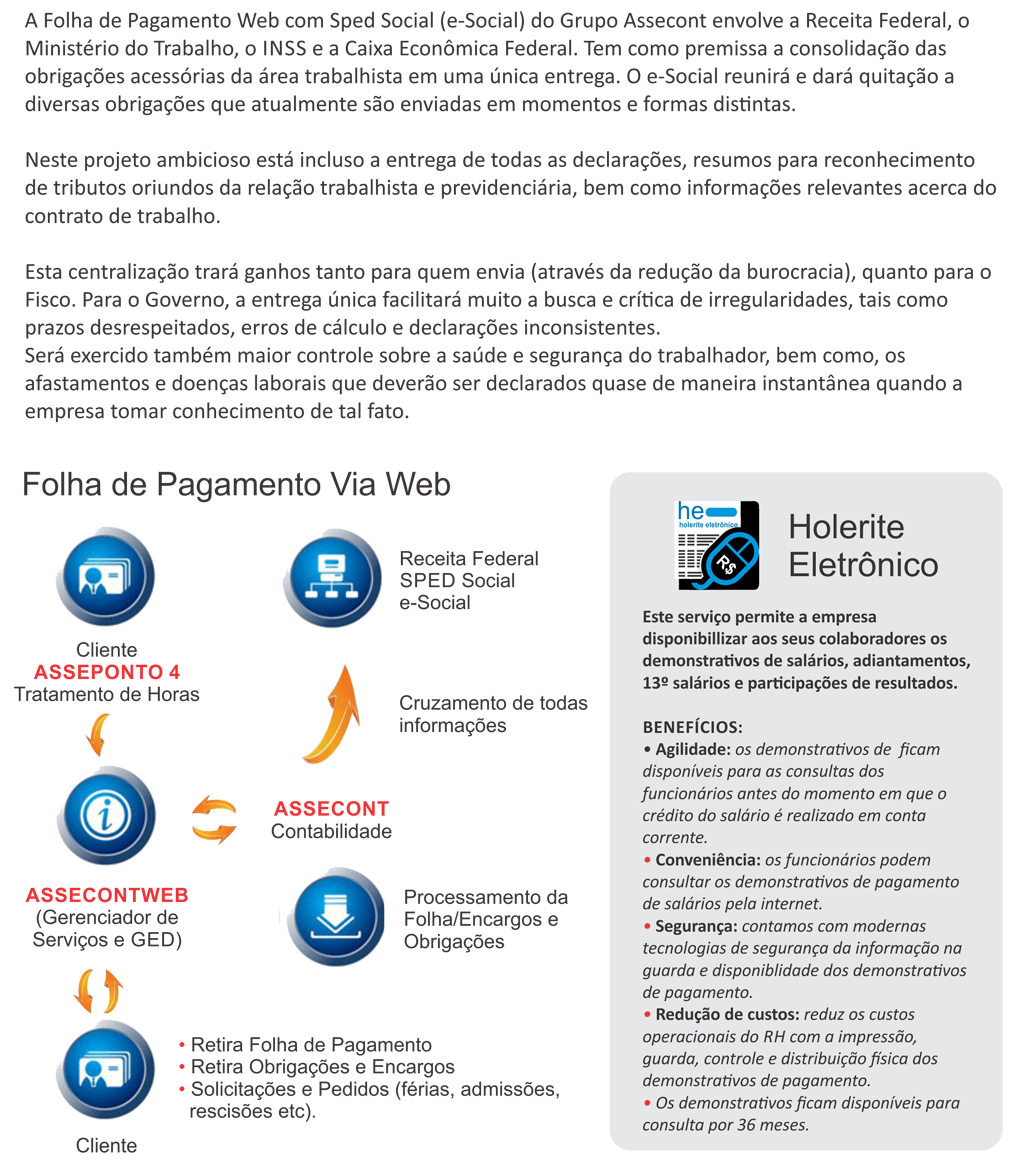 A Folha de Pagamento Web com Sped Social (e-Social) do Grupo Assecont envolve a Receita Federal, o
Ministério do Trabalho, o INSS e a Caixa Econômica Federal. Tem como premissa a consolidação das
obrigações acessórias da área trabalhista em uma única entrega. O e-Social reunirá e dará quitação a
diversas obrigações que atualmente são enviadas em momentos e formas distintas.
Neste projeto ambicioso está incluso a entrega de todas as declarações, resumos para reconhecimento
de tributos oriundos da relação trabalhista e previdenciária, bem como informações relevantes acerca do
contrato de trabalho.
Esta centralização trará ganhos tanto para quem envia (através da redução da burocracia), quanto para o
Fisco. Para o Governo, a entrega única facilitará muito a busca e crítica de irregularidades, tais como
prazos desrespeitados, erros de cálculo e declarações inconsistentes.
Será exercido também maior controle sobre a saúde e segurança do trabalhador, bem como, os
afastamentos e doenças laborais que deverão ser declarados quase de maneira instantânea quando a
empresa tomar conhecimento de tal fato.
Folha de Pagamento Via Web
Cliente
ASSEPONTO 4
Tratamento de Horas
Receita Federal
SPED Social
e-Social
Cruzamento de todas
informações
ASSECONT
Contabilidade
ASSECONTWEB
(Gerenciador de
Serviços e GED)
Processamento da
Folha/Encargos e
Obrigações
• Retira Folha de Pagamento
• Retira Obrigações e Encargos
• Solicitações e Pedidos (férias, admissões,
rescisões etc).
Cliente
he
holerite eletrônico
R$
Holerite
Eletrônico
Este serviço permite a empresa
disponibillizar aos seus colaboradores os
demonstrativos de salários, adiantamentos,
13º salários e participações de resultados.
BENEFÍCIOS:
• Agilidade: os demonstrativos de ficam
disponíveis para as consultas dos
funcionários antes do momento em que o
crédito do salário é realizado em conta
corrente.
• Conveniência: os funcionários podem
consultar os demonstrativos de pagamento
de salários pela internet.
• Segurança: contamos com modernas
tecnologias de segurança da informação na
guarda e disponiblidade dos demonstrativos
de pagamento.
• Redução de custos: reduz os custos
operacionais do RH com a impressão,
guarda, controle e distribuição física dos
demonstrativos de pagamento.
• Os demonstrativos ficam disponíveis para
consulta por 36 meses.